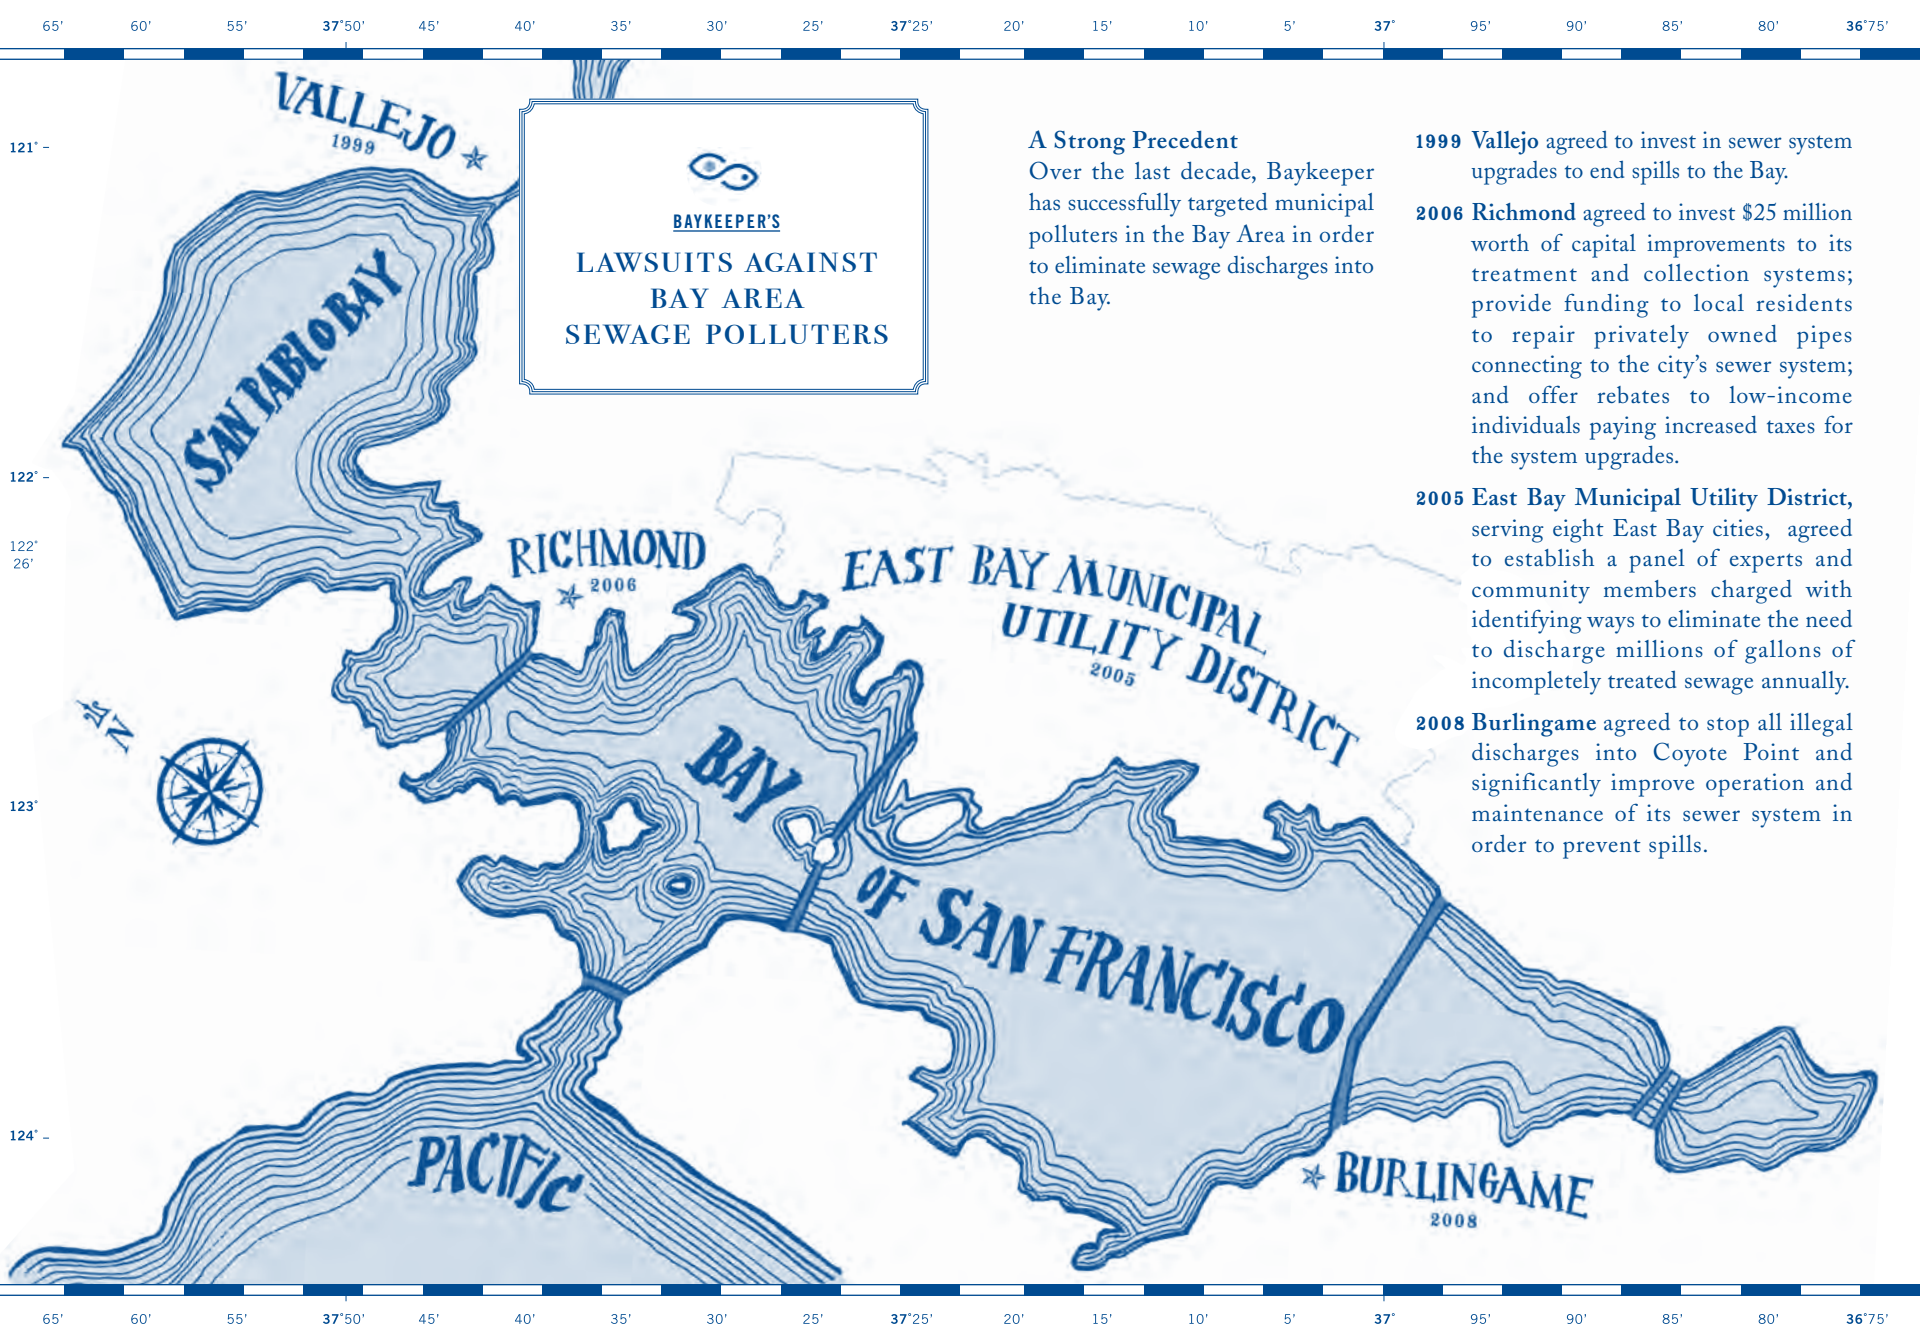 65′ 60′ 55′ 37°50′ 45′ 40′ 35′ 30′ 37°25′ 20′ 15′ 10′ 5′ 37° 95′ 90′ 85′ 80′ 36°75′
121°
122°
122°
26′
123°
124°
VALLEJO
1999
BAYKEEPER'S
LAWSUITS AGAINST
BAY AREA
SEWAGE POLLUTERS
SAN PABLO BAY
RICHMOND
2006
EAST BAY MUNICIPAL
UTILITY DISTRICT
2005
N
BAY
OF SAN FRANCISCO
PACIFIC
BURLINGAME
2008
A Strong Precedent
Over the last decade, Baykeeper
has successfully targeted municipal
polluters in the Bay Area in order
to eliminate sewage discharges into
the Bay.
1999 Vallejo agreed to invest in sewer system
upgrades to end spills to the Bay.
2006 Richmond agreed to invest $25 million
worth of capital improvements to its
treatment and collection systems;
provide funding to local residents
to repair privately owned pipes
connecting to the city's sewer system;
and offer rebates to low-income
individuals paying increased taxes for
the system upgrades.
2005 East Bay Municipal Utility District,
serving eight East Bay cities, agreed
to establish a panel of experts and
community members charged with
identifying ways to eliminate the need
to discharge millions of gallons of
incompletely treated sewage annually.
2008 Burlingame agreed to stop all illegal
discharges into Coyote Point and
significantly improve operation and
maintenance of its sewer system in
order to prevent spills.
65′ 60′ 55′ 37°50′ 45′ 40′ 35′ 30′ 37°25′ 20′ 15′ 10′ 5′ 37° 95′ 90′ 85′ 80′ 36°75′